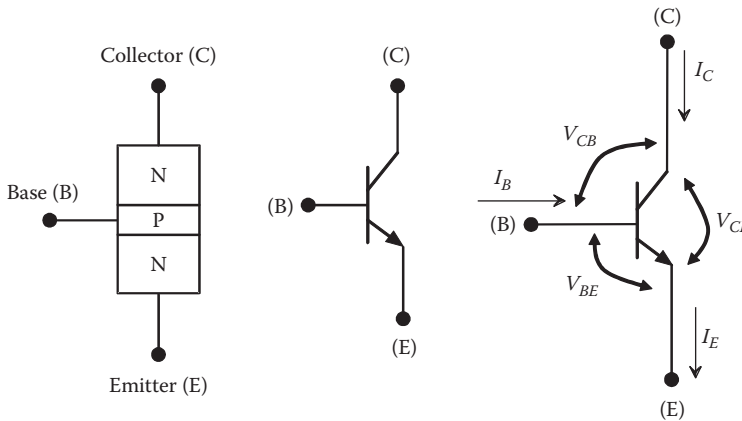 Collector (C)
N
Base (B)
P
N
Emitter (E)
(C)
(B)
(E)
(C)
I_C
V_CB
I_B
(B)
V_BE
I_E
(E)